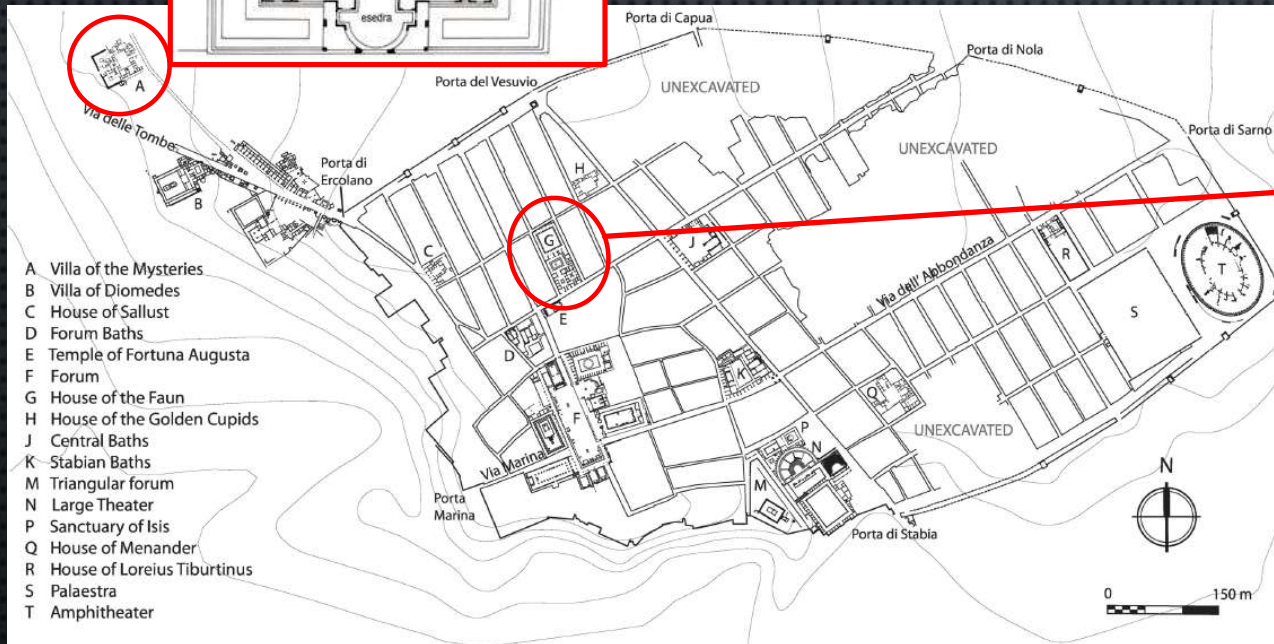 esedra
Porta di Capua
Porta di Nola
Porta del Vesuvio
UNEXCAVATED
A
Via delle Tombe
Porta di Sarno
UNEXCAVATED
Porta di
Ercolano
H
B
G
J
C
R
T
Via dell' Abbondanza
S
E
D
K
Q
F
P
UNEXCAVATED
N
Via Marina
M
Porta
Marina
Porta di Stabia
N
0 150 m
A Villa of the Mysteries
B Villa of Diomedes
C House of Sallust
D Forum Baths
E Temple of Fortuna Augusta
F Forum
G House of the Faun
H House of the Golden Cupids
J Central Baths
K Stabian Baths
M Triangular forum
N Large Theater
P Sanctuary of Isis
Q House of Menander
R House of Loreius Tiburtinus
S Palaestra
T Amphitheater